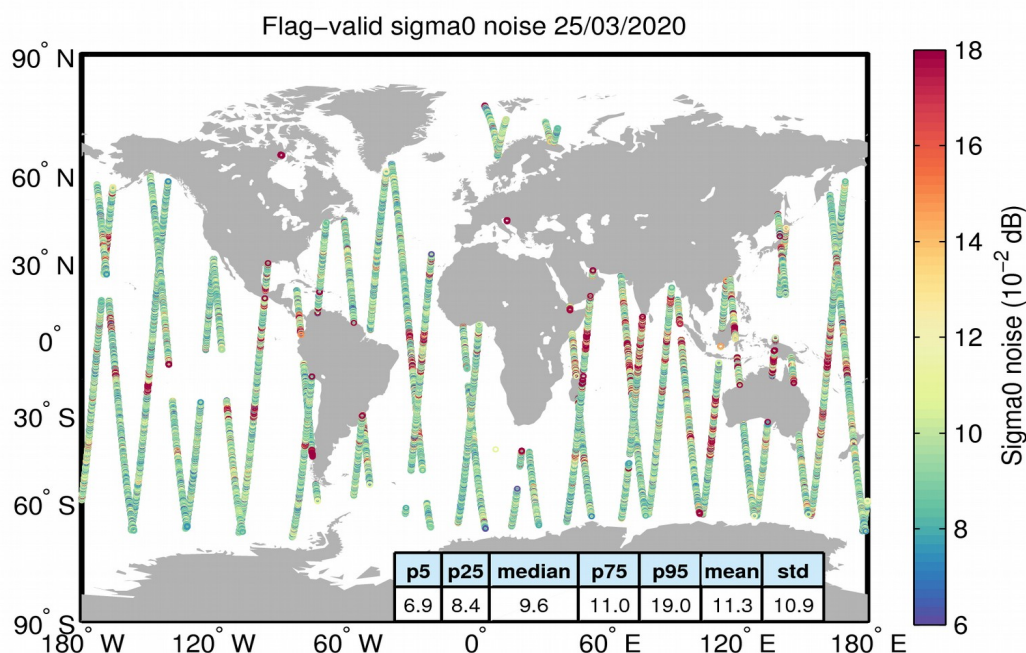 Flag-valid sigma0 noise 25/03/2020
90° N
60° N
30° N
0°
30° S
60° S
90° S
180° W
120° W
60° W
0°
60° E
120° E
180° E
p5 p25 median p75 p95 mean std
6.9 8.4 9.6 11.0 19.0 11.3 10.9
18
16
14
12
10
8
6
Sigma0 noise (10⁻² dB)